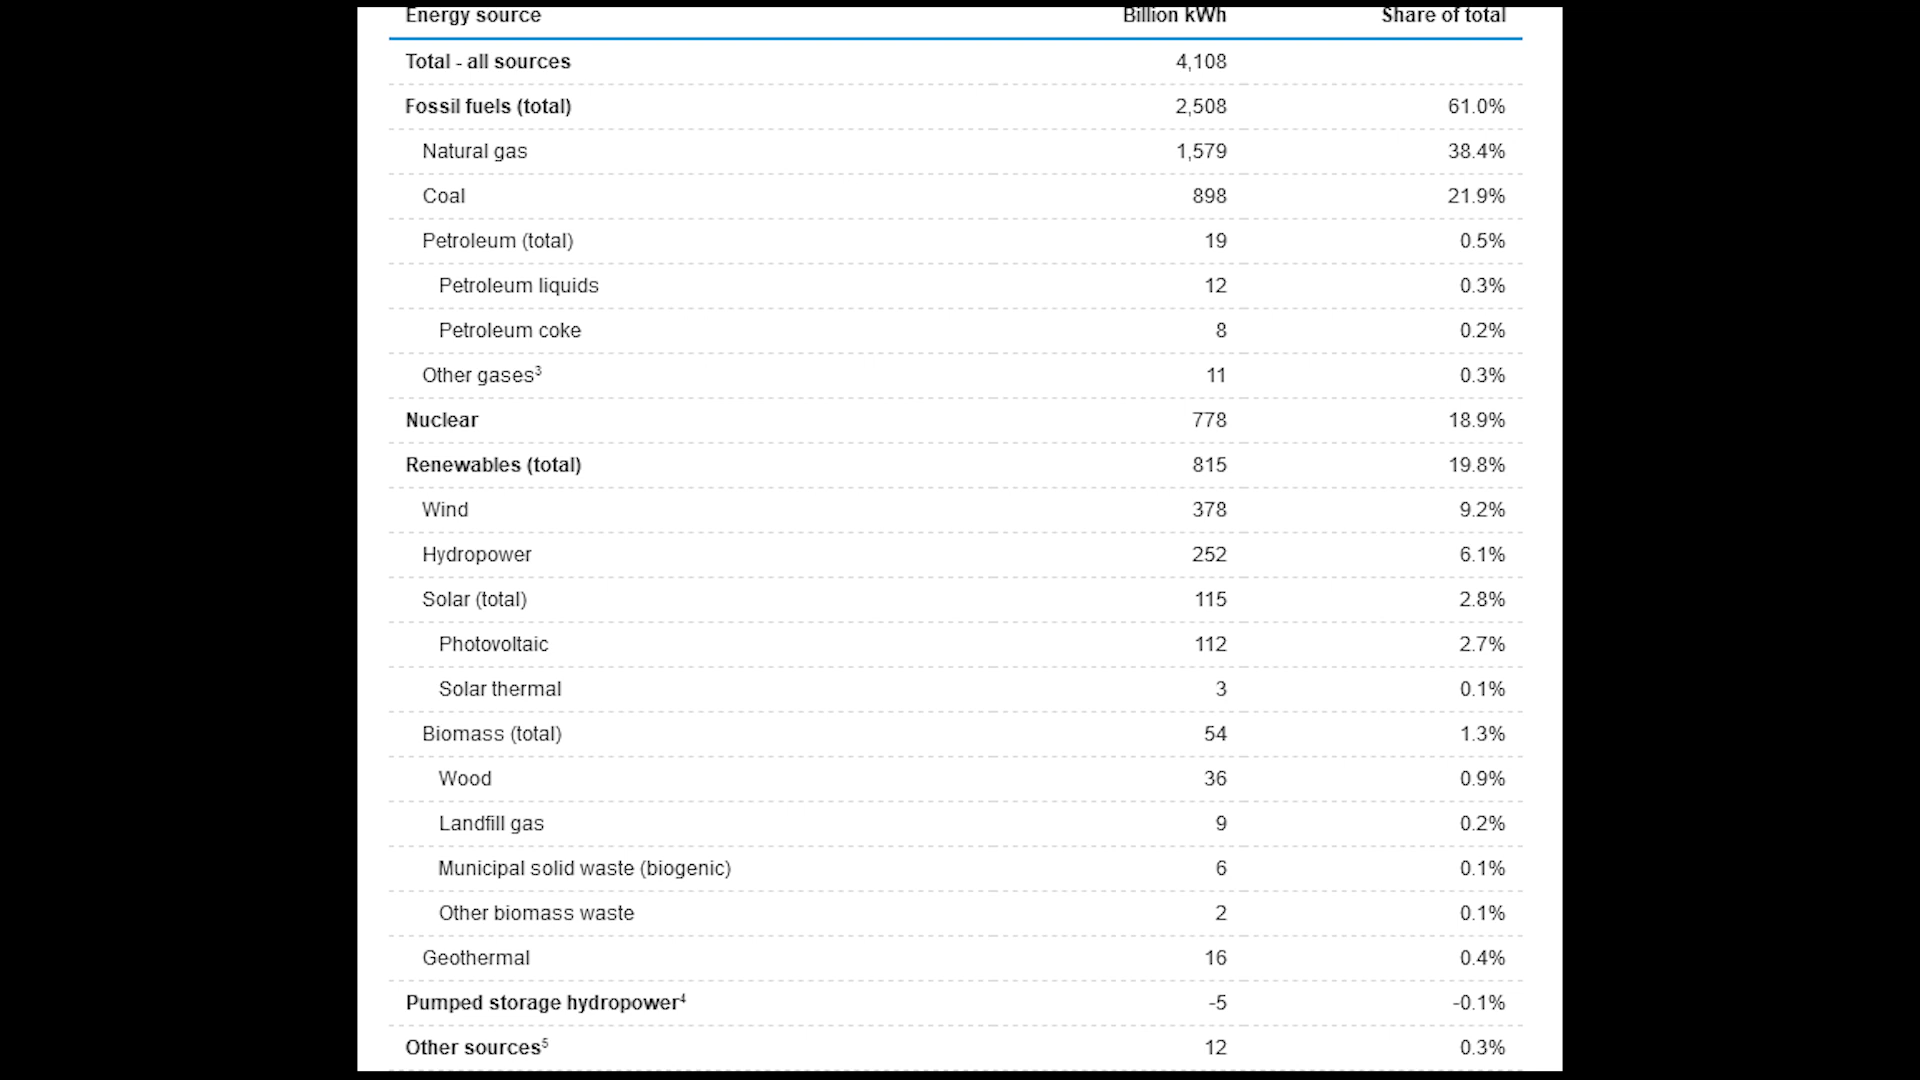 Energy source Billion kWh Share of total
Total - all sources 4,108
Fossil fuels (total) 2,508 61.0%
Natural gas 1,579 38.4%
Coal 898 21.9%
Petroleum (total) 19 0.5%
Petroleum liquids 12 0.3%
Petroleum coke 8 0.2%
Other gases³ 11 0.3%
Nuclear 778 18.9%
Renewables (total) 815 19.8%
Wind 378 9.2%
Hydropower 252 6.1%
Solar (total) 115 2.8%
Photovoltaic 112 2.7%
Solar thermal 3 0.1%
Biomass (total) 54 1.3%
Wood 36 0.9%
Landfill gas 9 0.2%
Municipal solid waste (biogenic) 6 0.1%
Other biomass waste 2 0.1%
Geothermal 16 0.4%
Pumped storage hydropower⁴ -5 -0.1%
Other sources⁵ 12 0.3%